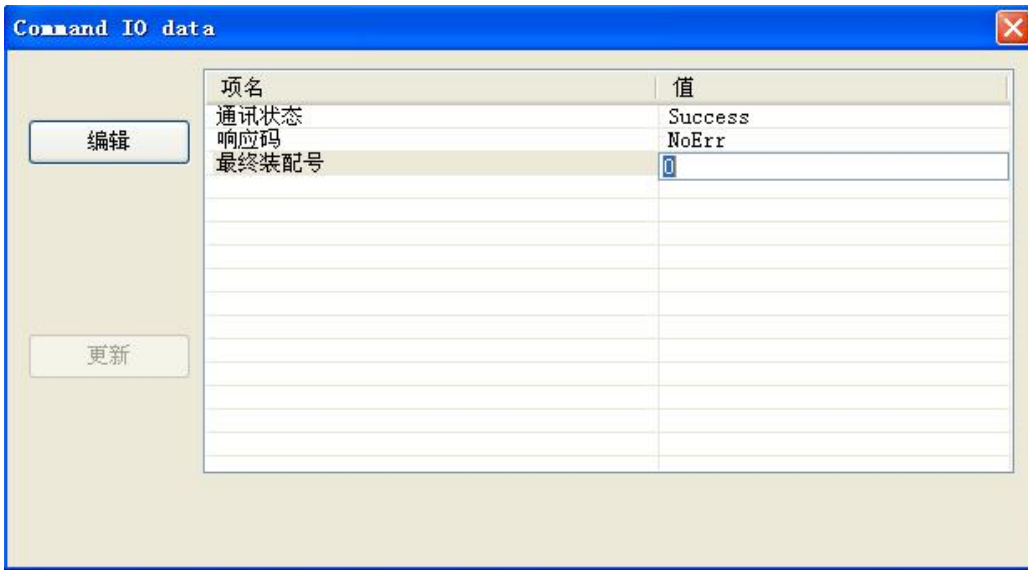 Command IO data
项名 值
通讯状态 Success
编辑 响应码 NoErr
最终装配号 0
更新